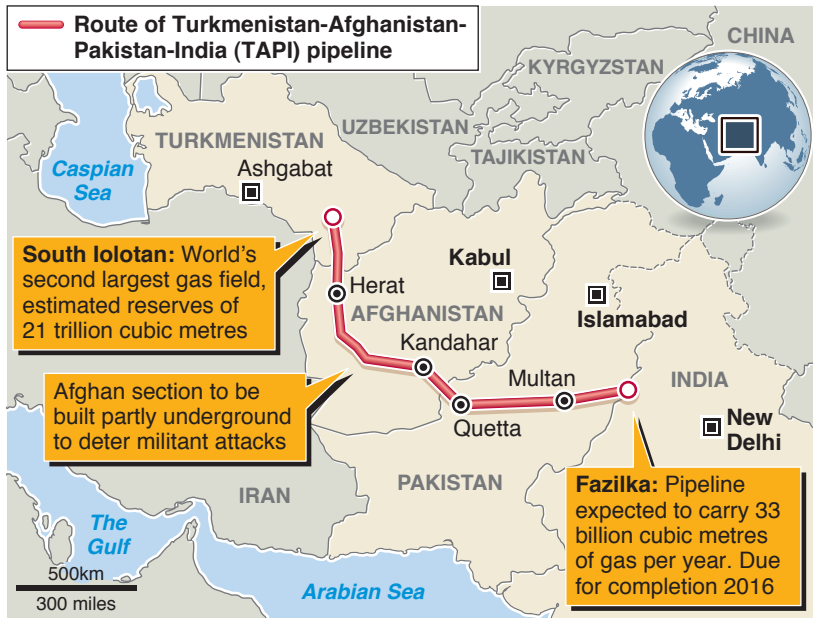 Route of Turkmenistan-Afghanistan-
Pakistan-India (TAPI) pipeline
CHINA
KYRGYZSTAN
UZBEKISTAN
TURKMENISTAN
TAJIKISTAN
Caspian
Sea
Ashgabat
South Iolotan: World's
second largest gas field,
estimated reserves of
21 trillion cubic metres
Kabul
Herat
AFGHANISTAN
Islamabad
Kandahar
Afghan section to be
built partly underground
to deter militant attacks
Multan
INDIA
Quetta
New
Delhi
PAKISTAN
IRAN
Fazilka: Pipeline
expected to carry 33
billion cubic metres
of gas per year. Due
for completion 2016
The
Gulf
500km
300 miles
Arabian Sea